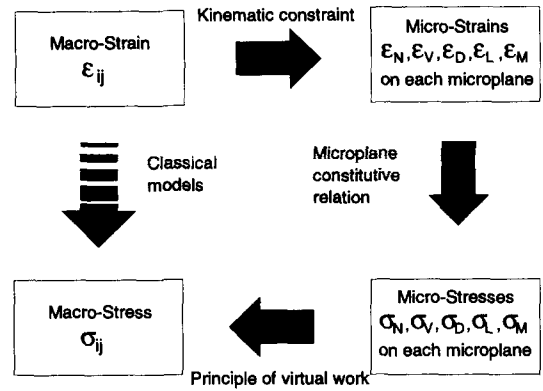 Kinematic constraint
Macro-Strain
εij
Micro-Strains
εN, εV, εD, εL, εM
on each microplane
Classical
models
Microplane
constitutive
relation
Macro-Stress
σij
Micro-Stresses
σN, σV, σD, σL, σM
on each microplane
Principle of virtual work